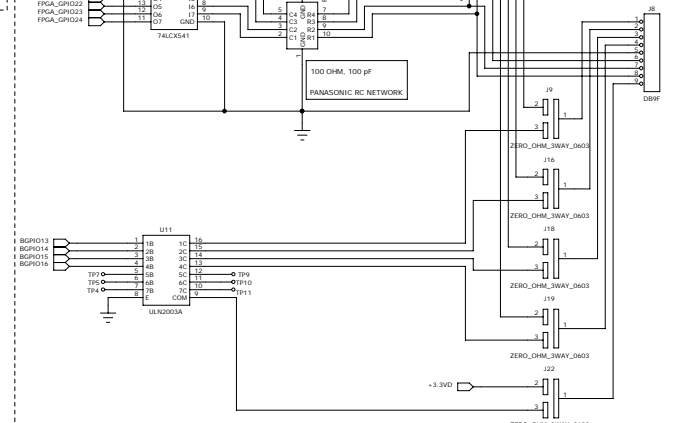 FPGA_GPIO22
FPGA_GPIO23
FPGA_GPIO24
13
12
11
O5
O6
O7
I6
I7
GND
8
9
10
74LCX541
5
4
3
2
C4
C3
C2
C1
GND
GND
R4
R3
R2
R1
7
8
9
10
1
100 OHM, 100 pF
PANASONIC RC NETWORK
J8
1
2
3
4
5
6
7
8
9
DB9F
J9
2
3
1
ZERO_OHM_3WAY_0603
J16
2
3
1
ZERO_OHM_3WAY_0603
J18
2
3
1
ZERO_OHM_3WAY_0603
J19
2
3
1
ZERO_OHM_3WAY_0603
J22
+3.3VD
2
3
1
U11
BGPIO13
BGPIO14
BGPIO15
BGPIO16
TP7
TP5
TP4
1
2
3
4
5
6
7
8
1B
2B
3B
4B
5B
6B
7B
E
1C
2C
3C
4C
5C
6C
7C
COM
16
15
14
13
12
11
10
9
TP9
TP10
TP11
ULN2003A